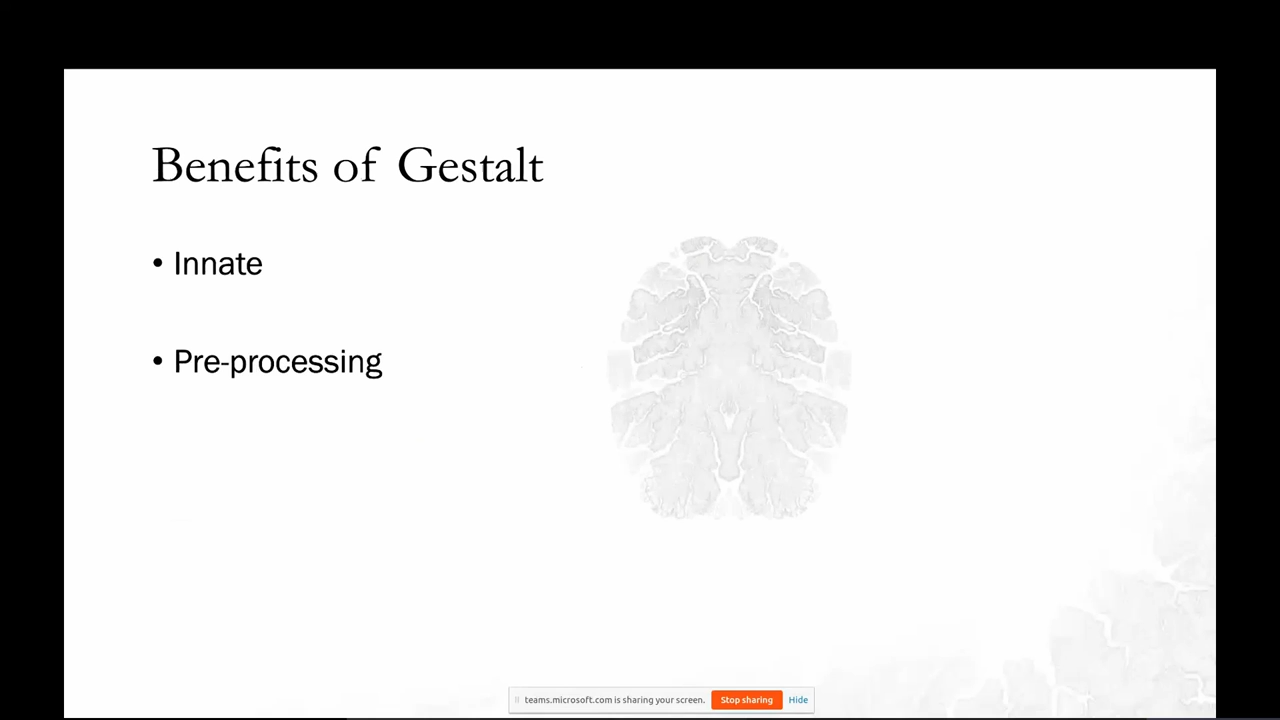 Benefits of Gestalt
• Innate
• Pre-processing
teams.microsoft.com is sharing your screen. Stop sharing Hide